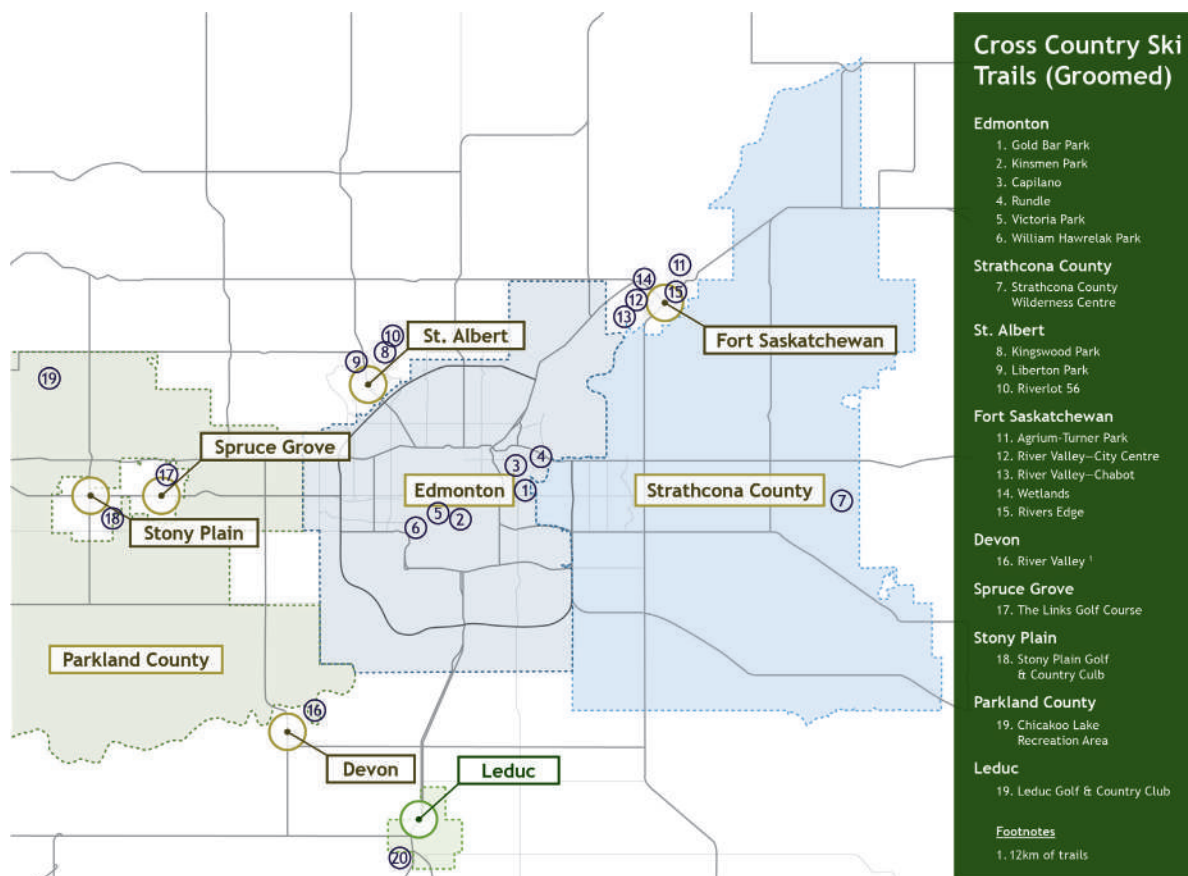 Cross Country Ski
Trails (Groomed)
Edmonton
1. Gold Bar Park
2. Kinsmen Park
3. Capilano
4. Rundle
5. Victoria Park
6. William Hawrelak Park
Strathcona County
7. Strathcona County
Wilderness Centre
St. Albert
8. Kingswood Park
9. Liberton Park
10. Riverlot 56
Fort Saskatchewan
11. Agrium-Turner Park
12. River Valley—City Centre
13. River Valley—Chabot
14. Wetlands
15. Rivers Edge
Devon
16. River Valley ¹
Spruce Grove
17. The Links Golf Course
Stony Plain
18. Stony Plain Golf
& Country Culb
Parkland County
19. Chicakoo Lake
Recreation Area
Leduc
19. Leduc Golf & Country Club
Footnotes
1. 12km of trails
11
14
15
12
13
10
St. Albert
8
9
Fort Saskatchewan
19
Spruce Grove
17
4
3
Edmonton
1
Strathcona County
7
18
Stony Plain
5
2
6
Parkland County
16
Devon
Leduc
20